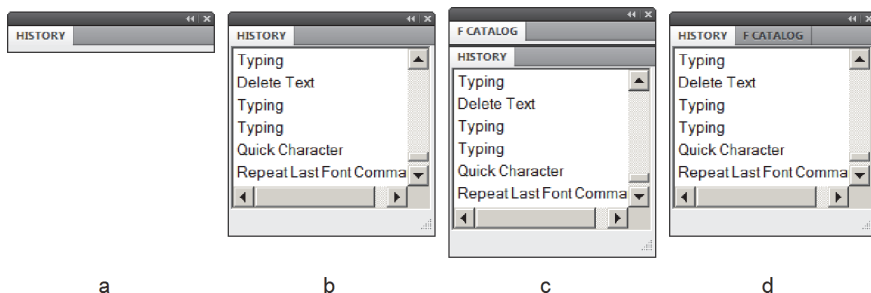 HISTORY
HISTORY
Typing
Delete Text
Typing
Typing
Quick Character
Repeat Last Font Comma
F CATALOG
HISTORY
Typing
Delete Text
Typing
Typing
Quick Character
Repeat Last Font Comma
HISTORY F CATALOG
Typing
Delete Text
Typing
Typing
Quick Character
Repeat Last Font Comma
a b c d